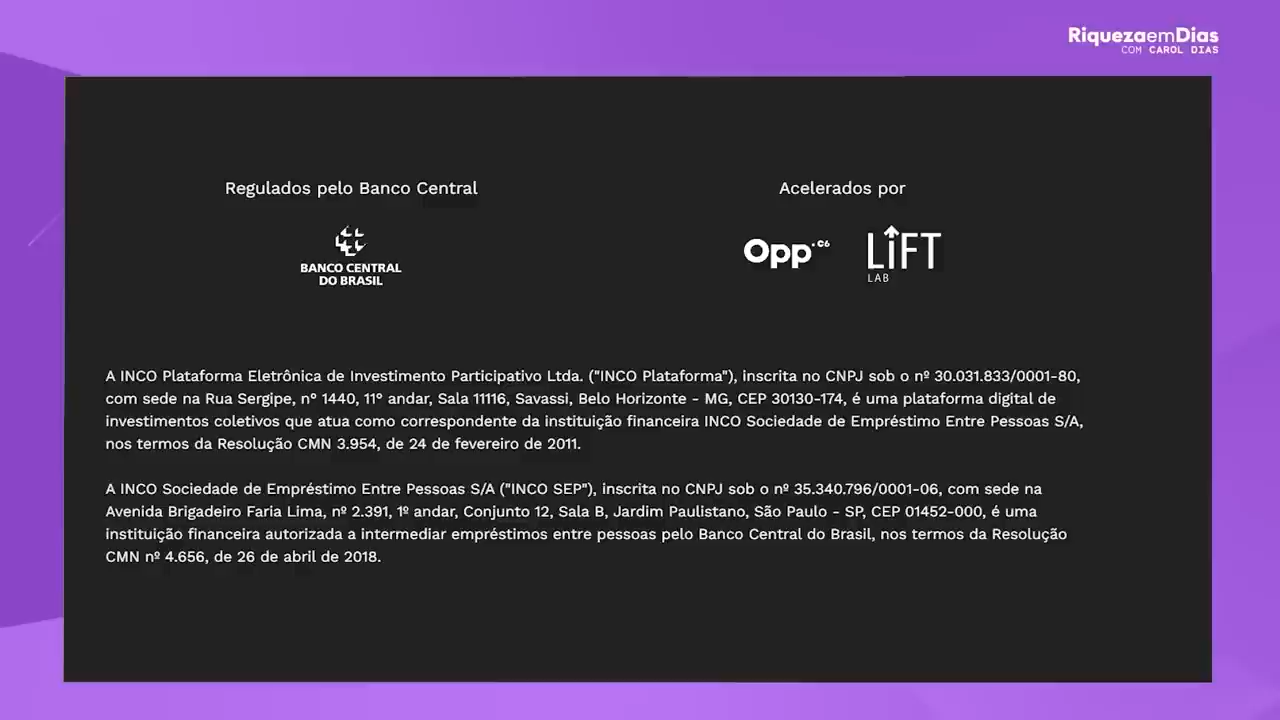 RiquezaemDias
COM CAROL DIAS
Regulados pelo Banco Central
BANCO CENTRAL
DO BRASIL
Acelerados por
Opp.C6
LIFT
LAB
A INCO Plataforma Eletrônica de Investimento Participativo Ltda. ("INCO Plataforma"), inscrita no CNPJ sob o nº 30.031.833/0001-80,
com sede na Rua Sergipe, n° 1440, 11° andar, Sala 11116, Savassi, Belo Horizonte - MG, CEP 30130-174, é uma plataforma digital de
investimentos coletivos que atua como correspondente da instituição financeira INCO Sociedade de Empréstimo Entre Pessoas S/A,
nos termos da Resolução CMN 3.954, de 24 de fevereiro de 2011.
A INCO Sociedade de Empréstimo Entre Pessoas S/A ("INCO SEP"), inscrita no CNPJ sob o nº 35.340.796/0001-06, com sede na
Avenida Brigadeiro Faria Lima, nº 2.391, 1º andar, Conjunto 12, Sala B, Jardim Paulistano, São Paulo - SP, CEP 01452-000, é uma
instituição financeira autorizada a intermediar empréstimos entre pessoas pelo Banco Central do Brasil, nos termos da Resolução
CMN nº 4.656, de 26 de abril de 2018.